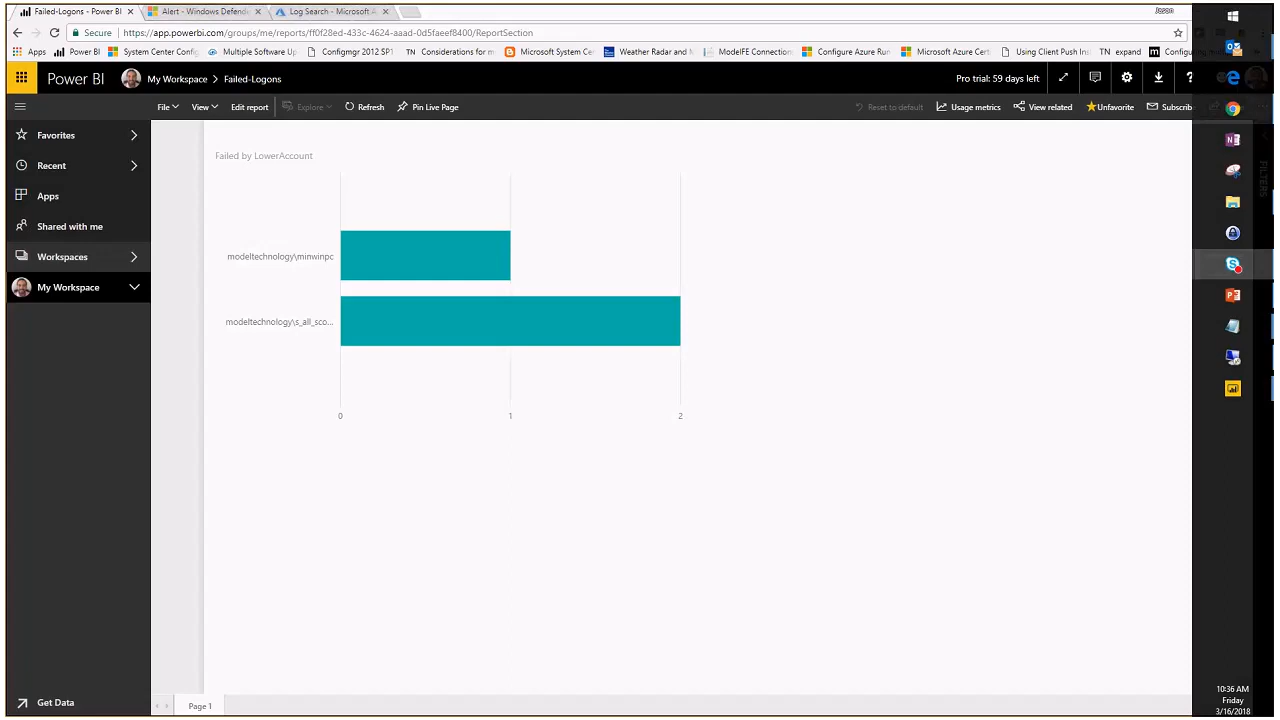 Failed-Logons - Power BI
Alert - Windows Defende
Log Search - Microsoft A
Jason
Secure
https://app.powerbi.com/groups/me/reports/ff0f28ed-433c-4624-aaad-0d5faeef8400/ReportSection
Apps
Power BI
System Center Config
Multiple Software Up
Configmgr 2012 SP1
TN Considerations for m
Microsoft System Cen
Weather Radar and M
ModelFE Connection
Configure Azure Run
Microsoft Azure Cert
Using Client Push Inst
TN expand
Power BI
My Workspace > Failed-Logons
Pro trial: 59 days left
File
View
Edit report
Explore
Refresh
Pin Live Page
Reset to default
Usage metrics
View related
Unfavorite
Subscrib
Favorites
Recent
Apps
Shared with me
Workspaces
My Workspace
Get Data
Failed by LowerAccount
modeltechnology\minwinpc
modeltechnology\s_all_sco...
0
1
2
FILTERS
Page 1
10:36 AM
Friday
3/16/2018